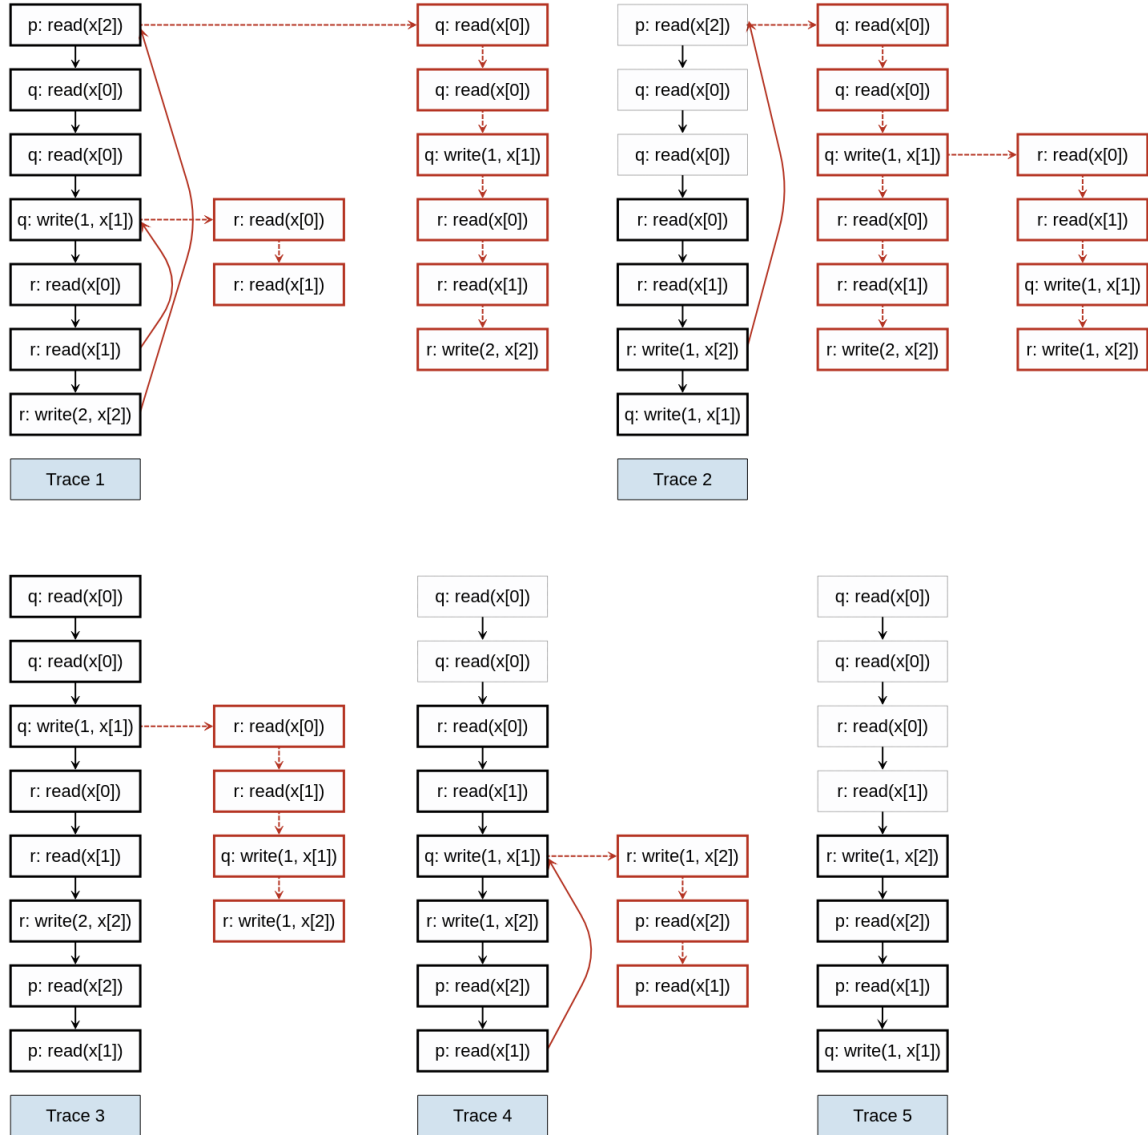 p: read(x[2])
q: read(x[0])
p: read(x[2])
q: read(x[0])
q: read(x[0])
q: read(x[0])
q: read(x[0])
q: read(x[0])
q: read(x[0])
q: write(1, x[1])
q: read(x[0])
q: write(1, x[1])
r: read(x[0])
q: write(1, x[1])
r: read(x[0])
r: read(x[0])
r: read(x[0])
r: read(x[0])
r: read(x[1])
r: read(x[0])
r: read(x[1])
r: read(x[1])
r: read(x[1])
r: read(x[1])
q: write(1, x[1])
r: read(x[1])
r: write(2, x[2])
r: write(1, x[2])
r: write(2, x[2])
r: write(1, x[2])
r: write(2, x[2])
q: write(1, x[1])
Trace 1
Trace 2
q: read(x[0])
q: read(x[0])
q: read(x[0])
q: read(x[0])
q: read(x[0])
q: read(x[0])
q: write(1, x[1])
r: read(x[0])
r: read(x[0])
r: read(x[0])
r: read(x[0])
r: read(x[1])
r: read(x[1])
r: read(x[1])
r: read(x[1])
q: write(1, x[1])
q: write(1, x[1])
r: write(1, x[2])
r: write(1, x[2])
r: write(2, x[2])
r: write(1, x[2])
r: write(1, x[2])
p: read(x[2])
p: read(x[2])
p: read(x[2])
p: read(x[2])
p: read(x[1])
p: read(x[1])
p: read(x[1])
p: read(x[1])
q: write(1, x[1])
Trace 3
Trace 4
Trace 5